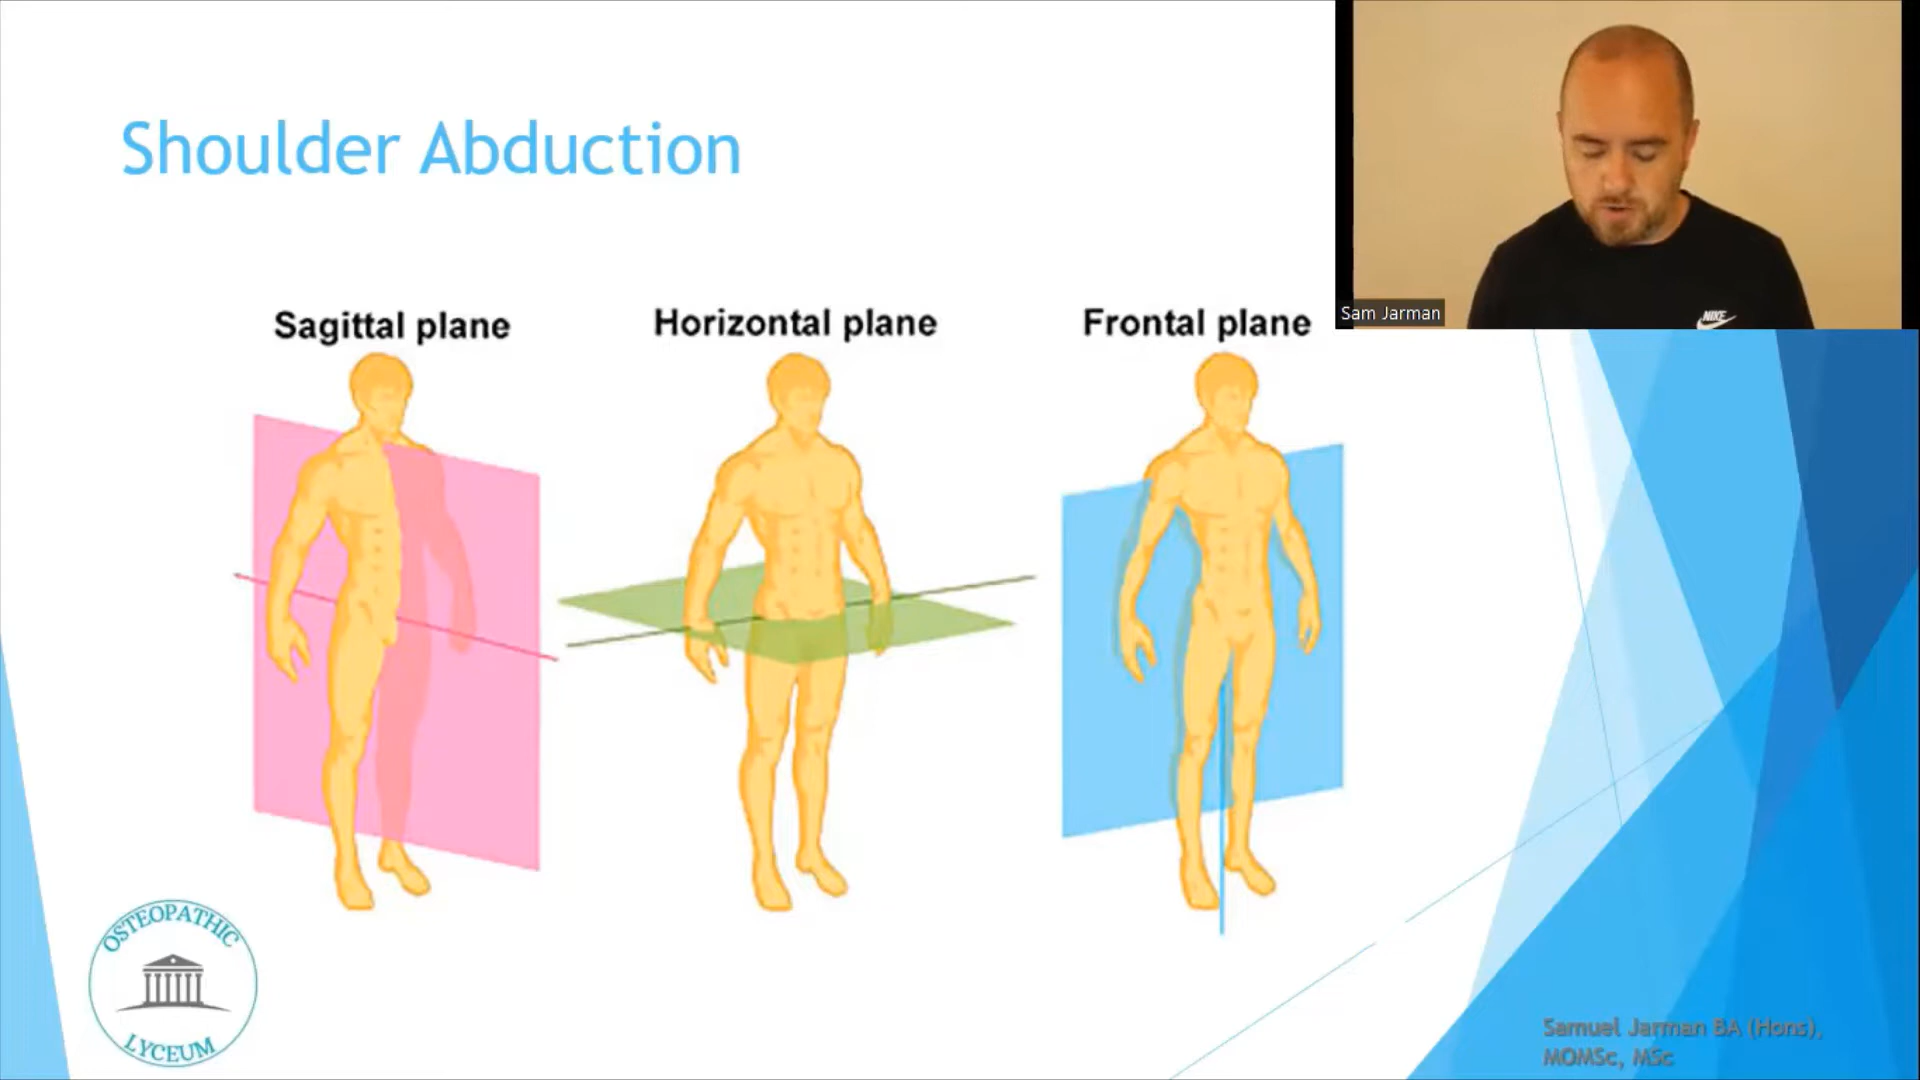 Shoulder Abduction
Sagittal plane
Horizontal plane
Frontal plane
Sam Jarman
NIKE
OSTEOPATHIC
LYCEUM
Samuel Jarman BA (Hons),
MOMSc, MSc